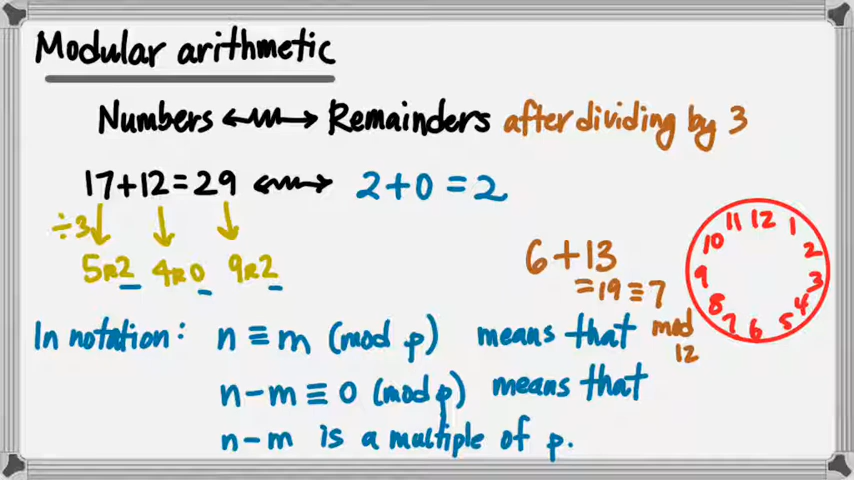 Modular arithmetic
Numbers ↔ Remainders after dividing by 3
17+12=29 ↔ 2+0=2
÷3
5R2 4R0 9R2
6+13
=19≡7
mod
12
12
1
2
3
4
5
6
7
8
9
10
11
In notation: n ≡ m (mod p) means that
n-m ≡ 0 (mod p) means that
n-m is a multiple of p.